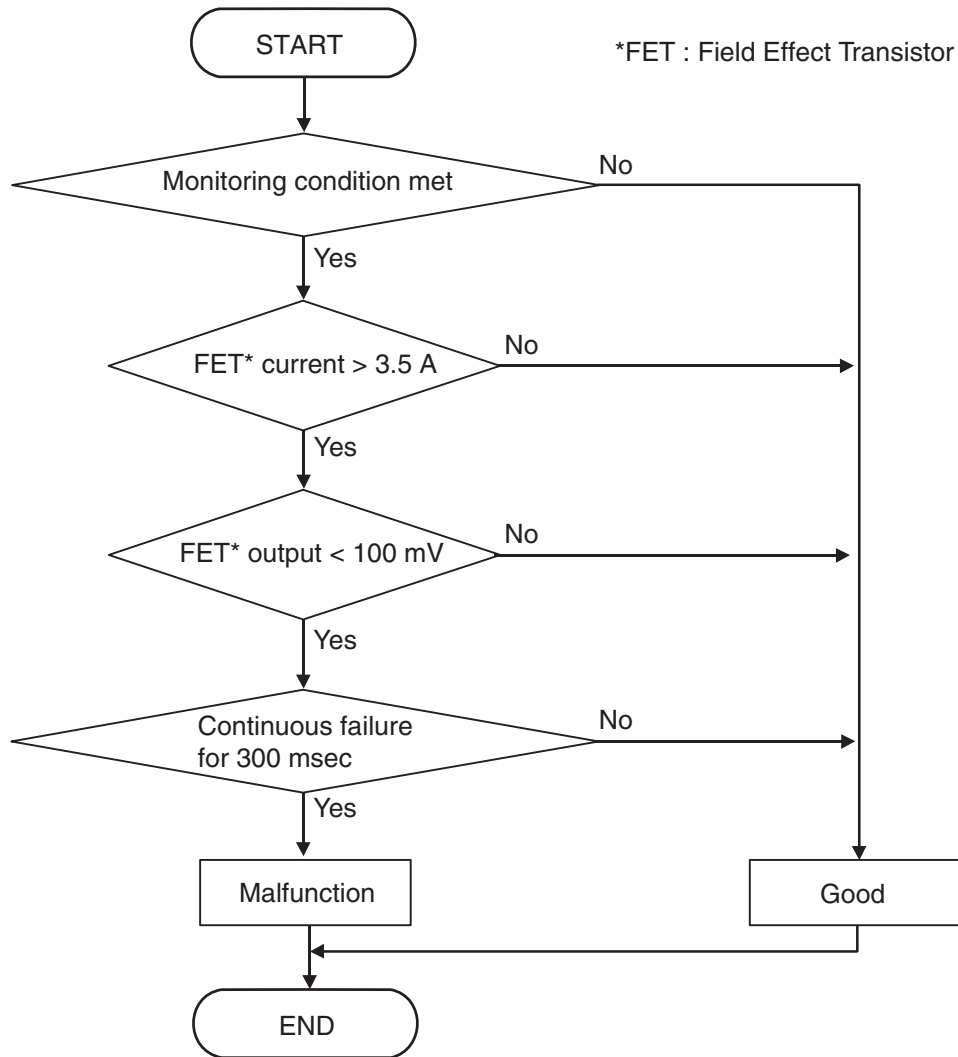 START
*FET : Field Effect Transistor
Monitoring condition met
No
Yes
FET* current > 3.5 A
No
Yes
FET* output < 100 mV
No
Yes
Continuous failure
for 300 msec
No
Yes
Malfunction
Good
END